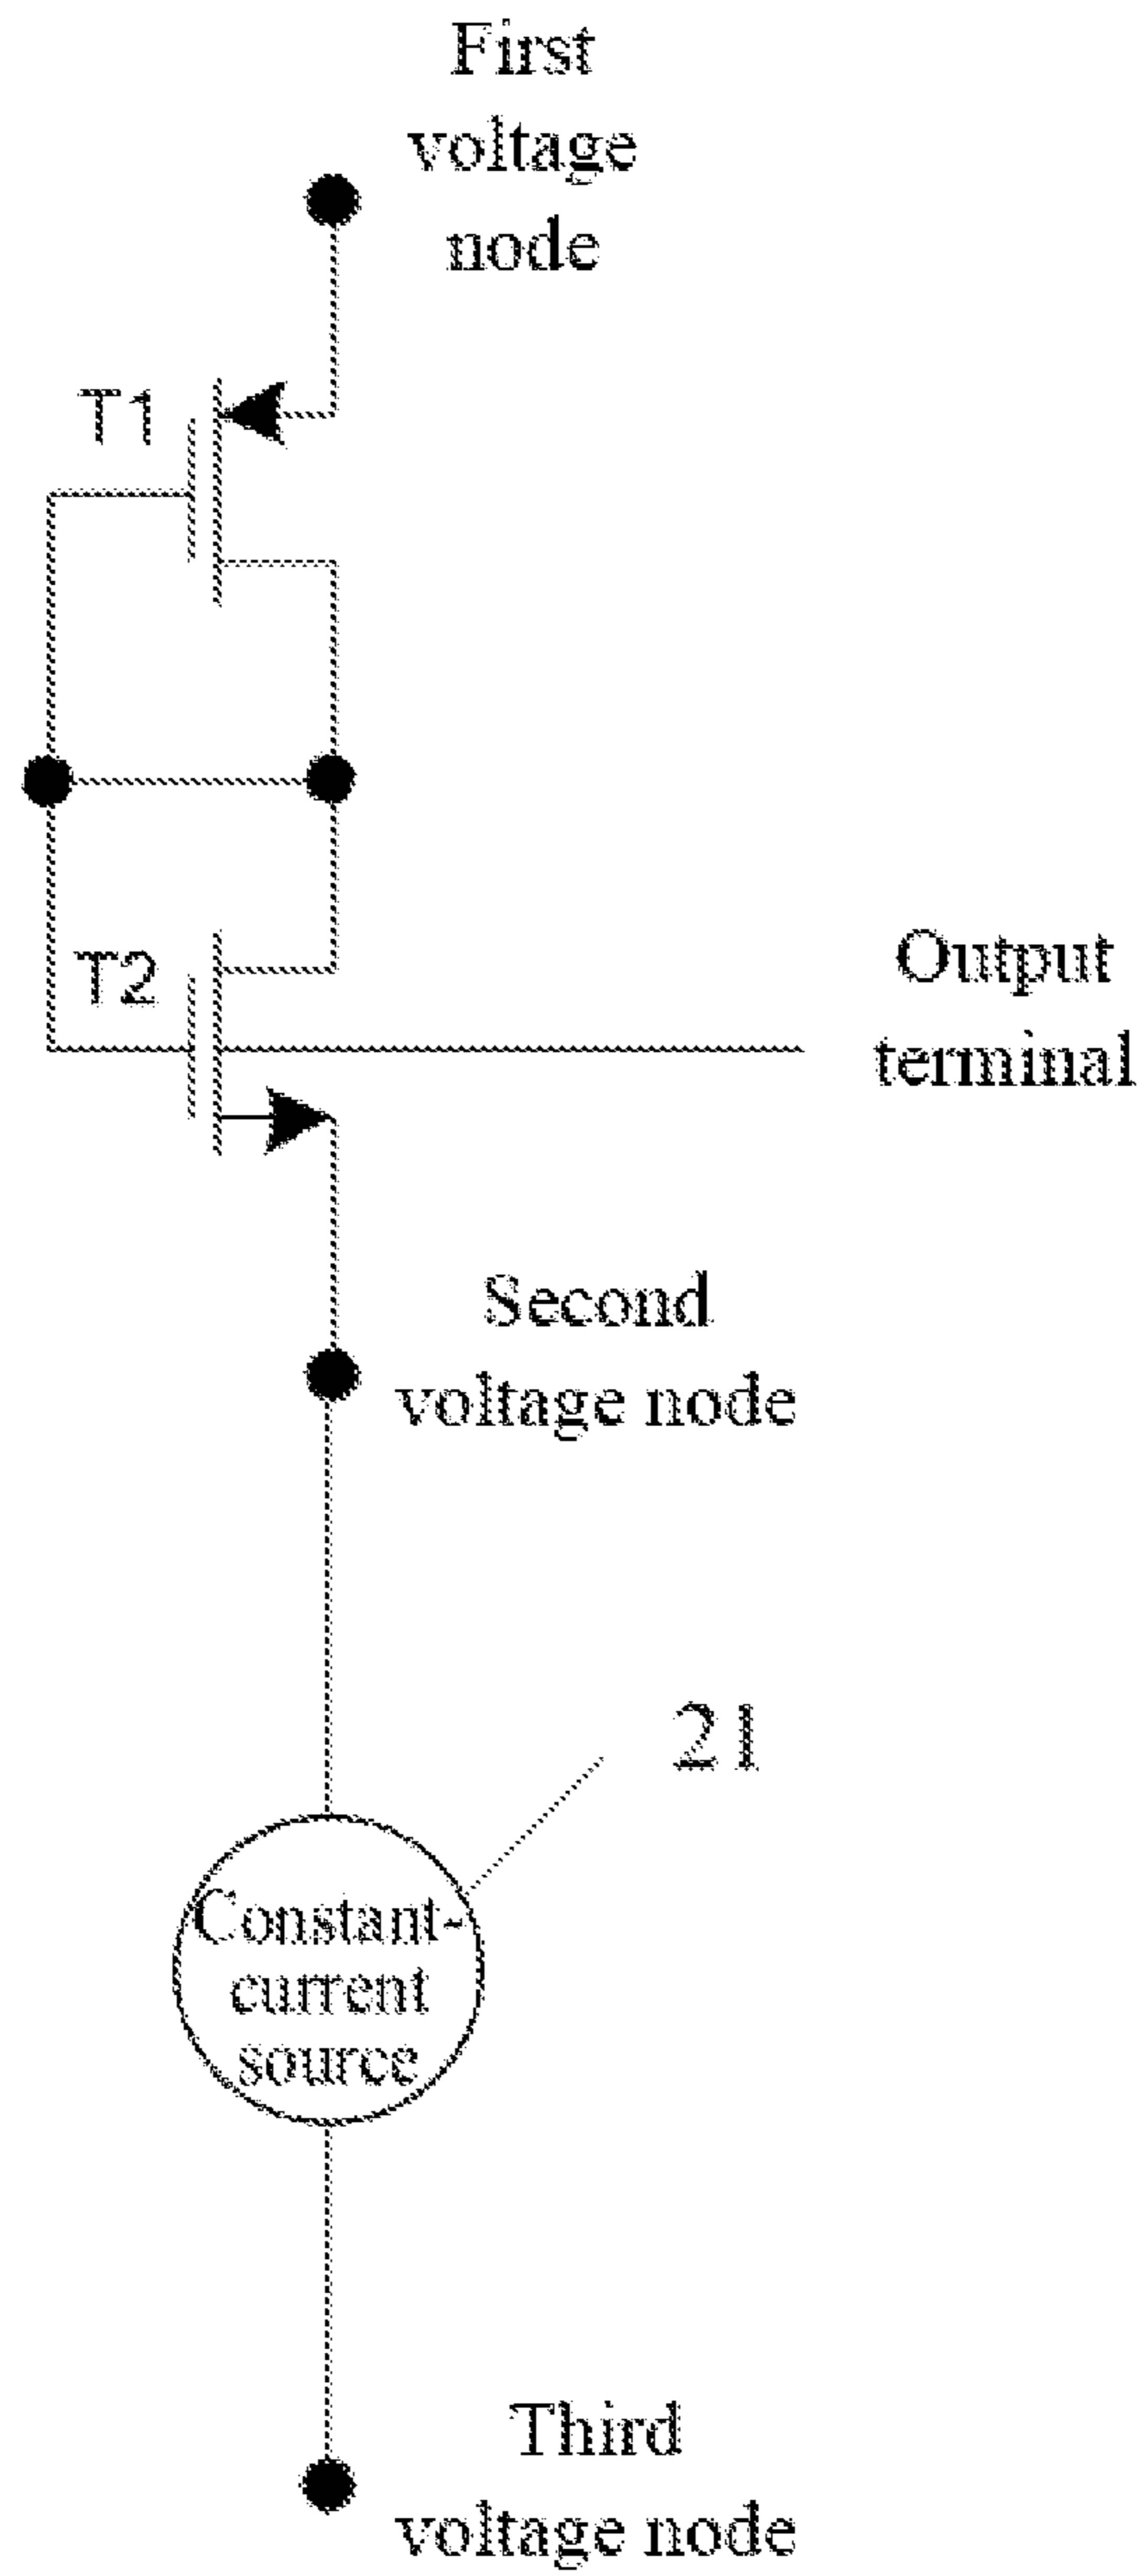 First
voltage
node
T1
T2
Output
terminal
Second
voltage node
21
Constant-
current
source
Third
voltage node